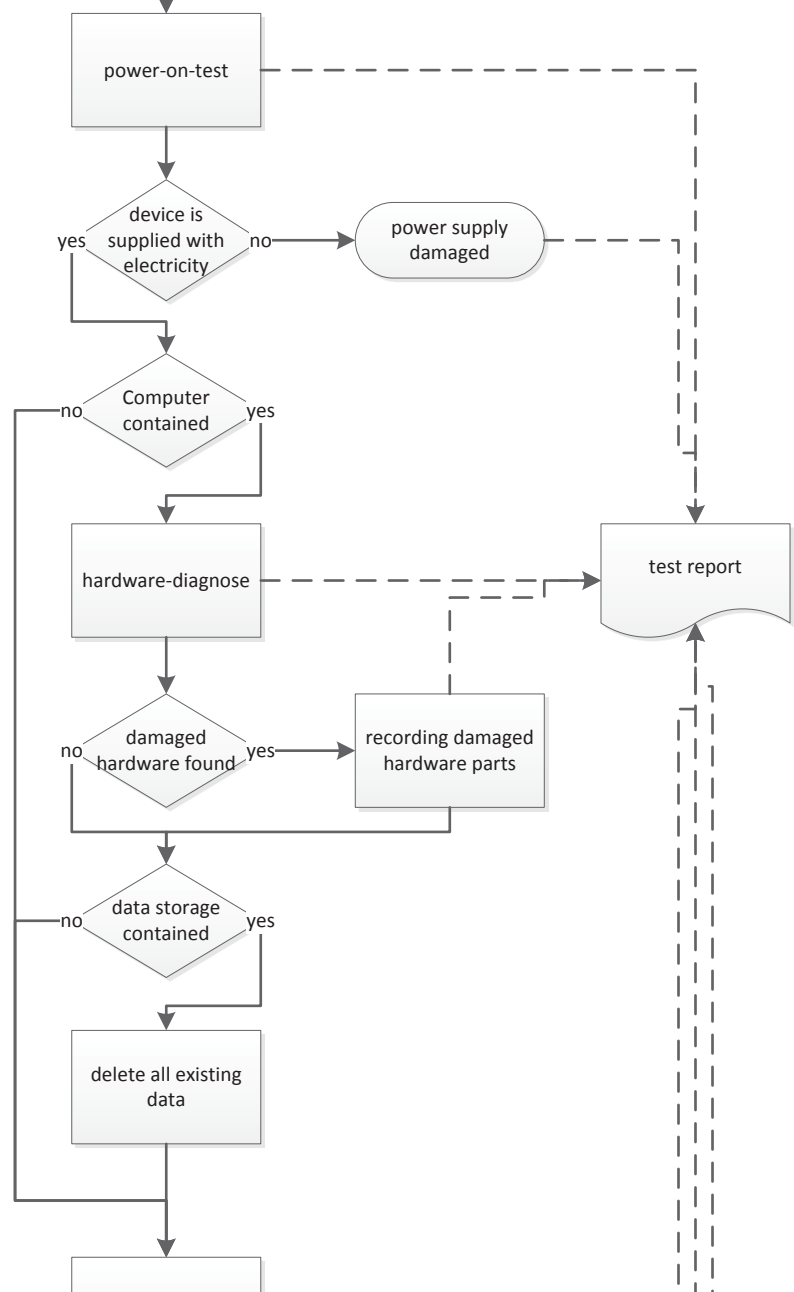 power-on-test
device is
supplied with
electricity
yes
no
power supply
damaged
Computer
contained
no
yes
hardware-diagnose
test report
damaged
hardware found
no
yes
recording damaged
hardware parts
data storage
contained
no
yes
delete all existing
data